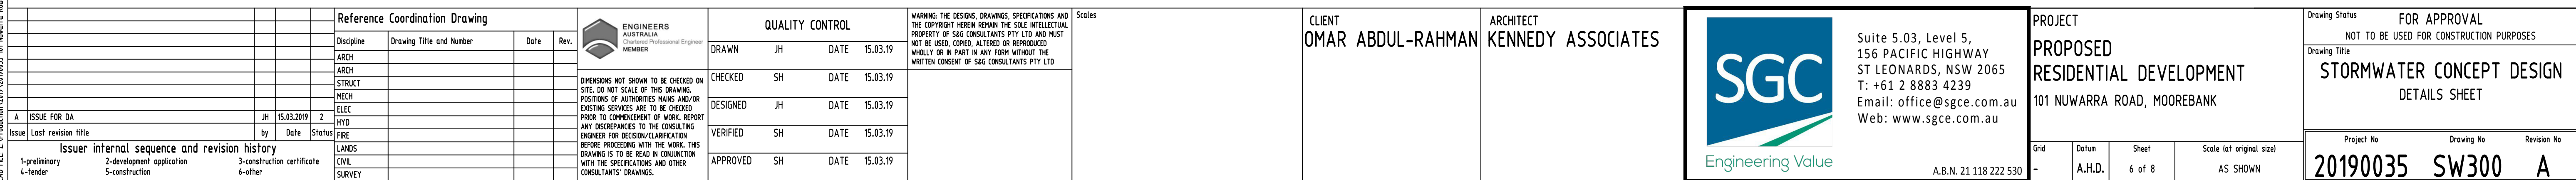 A ISSUE FOR DA JH 15.03.2019 2
Issue Last revision title by Date Status
Issuer internal sequence and revision history
1-preliminary 2-development application 3-construction certificate
4-tender 5-construction 6-other
Reference Coordination Drawing
Discipline Drawing Title and Number Date Rev.
ARCH
ARCH
STRUCT
MECH
ELEC
HYD
FIRE
LANDS
CIVIL
SURVEY
ENGINEERS
AUSTRALIA
Chartered Professional Engineer
MEMBER
DIMENSIONS NOT SHOWN TO BE CHECKED ON
SITE. DO NOT SCALE OF THIS DRAWING.
POSITIONS OF AUTHORITIES MAINS AND/OR
EXISTING SERVICES ARE TO BE CHECKED
PRIOR TO COMMENCEMENT OF WORK. REPORT
ANY DISCREPANCIES TO THE CONSULTING
ENGINEER FOR DECISION/CLARIFICATION
BEFORE PROCEEDING WITH THE WORK. THIS
DRAWING IS TO BE READ IN CONJUNCTION
WITH THE SPECIFICATIONS AND OTHER
CONSULTANTS' DRAWINGS.
QUALITY CONTROL
DRAWN JH DATE 15.03.19
CHECKED SH DATE 15.03.19
DESIGNED JH DATE 15.03.19
VERIFIED SH DATE 15.03.19
APPROVED SH DATE 15.03.19
WARNING: THE DESIGNS, DRAWINGS, SPECIFICATIONS AND
THE COPYRIGHT HEREIN REMAIN THE SOLE INTELLECTUAL
PROPERTY OF S&G CONSULTANTS PTY LTD AND MUST
NOT BE USED, COPIED, ALTERED OR REPRODUCED
WHOLLY OR IN PART IN ANY FORM WITHOUT THE
WRITTEN CONSENT OF S&G CONSULTANTS PTY LTD
Scales
CLIENT
OMAR ABDUL-RAHMAN
ARCHITECT
KENNEDY ASSOCIATES
SGC
Engineering Value
Suite 5.03, Level 5,
156 PACIFIC HIGHWAY
ST LEONARDS, NSW 2065
T: +61 2 8883 4239
Email: office@sgce.com.au
Web: www.sgce.com.au
A.B.N. 21 118 222 530
PROJECT
PROPOSED
RESIDENTIAL DEVELOPMENT
101 NUWARRA ROAD, MOOREBANK
Grid Datum Sheet Scale (at original size)
- A.H.D. 6 of 8 AS SHOWN
Drawing Status
FOR APPROVAL
NOT TO BE USED FOR CONSTRUCTION PURPOSES
Drawing Title
STORMWATER CONCEPT DESIGN
DETAILS SHEET
Project No Drawing No Revision No
20190035 SW300 A